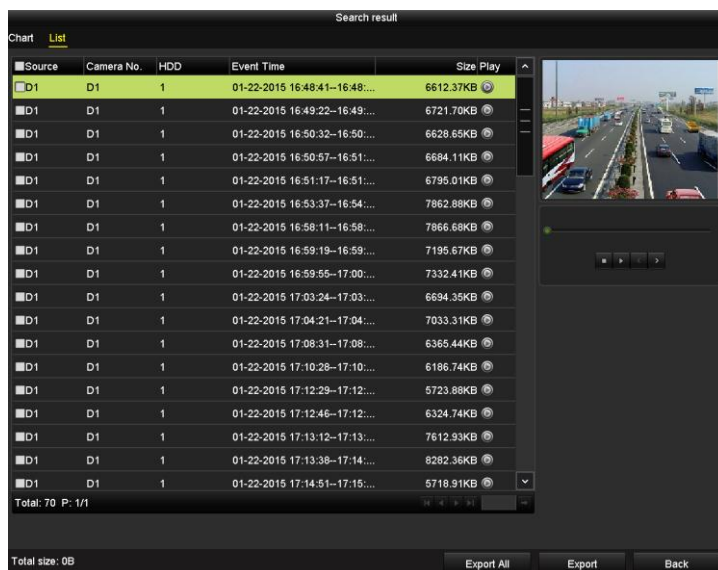 Search result
Chart List
Source Camera No. HDD Event Time Size Play
D1 D1 1 01-22-2015 16:48:41--16:48:... 6612.37KB
D1 D1 1 01-22-2015 16:49:22--16:49:... 6721.70KB
D1 D1 1 01-22-2015 16:50:32--16:50:... 6628.65KB
D1 D1 1 01-22-2015 16:50:57--16:51:... 6684.11KB
D1 D1 1 01-22-2015 16:51:17--16:51:... 6795.01KB
D1 D1 1 01-22-2015 16:53:37--16:54:... 7862.88KB
D1 D1 1 01-22-2015 16:58:11--16:58:... 7866.68KB
D1 D1 1 01-22-2015 16:59:19--16:59:... 7195.67KB
D1 D1 1 01-22-2015 16:59:55--17:00:... 7332.41KB
D1 D1 1 01-22-2015 17:03:24--17:03:... 6694.35KB
D1 D1 1 01-22-2015 17:04:21--17:04:... 7033.31KB
D1 D1 1 01-22-2015 17:08:31--17:08:... 6365.44KB
D1 D1 1 01-22-2015 17:10:28--17:10:... 6186.74KB
D1 D1 1 01-22-2015 17:12:29--17:12:... 5723.88KB
D1 D1 1 01-22-2015 17:12:46--17:12:... 6324.74KB
D1 D1 1 01-22-2015 17:13:12--17:13:... 7612.93KB
D1 D1 1 01-22-2015 17:13:38--17:14:... 8282.36KB
D1 D1 1 01-22-2015 17:14:51--17:15:... 5718.91KB
Total: 70 P: 1/1
Total size: 0B
Export All Export Back